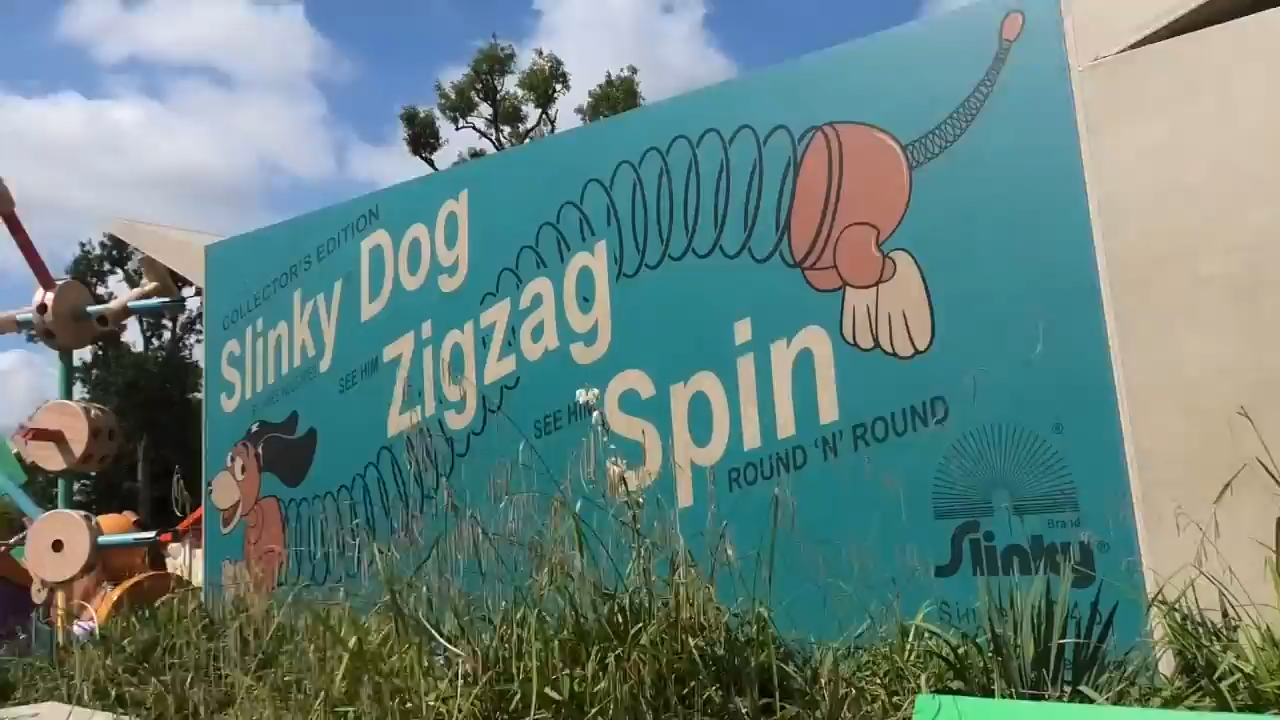 COLLECTOR'S EDITION
Slinky Dog
SEE HIM
Zigzag
SEE HIM
Spin
ROUND 'N' ROUND
Brand
Slinky®